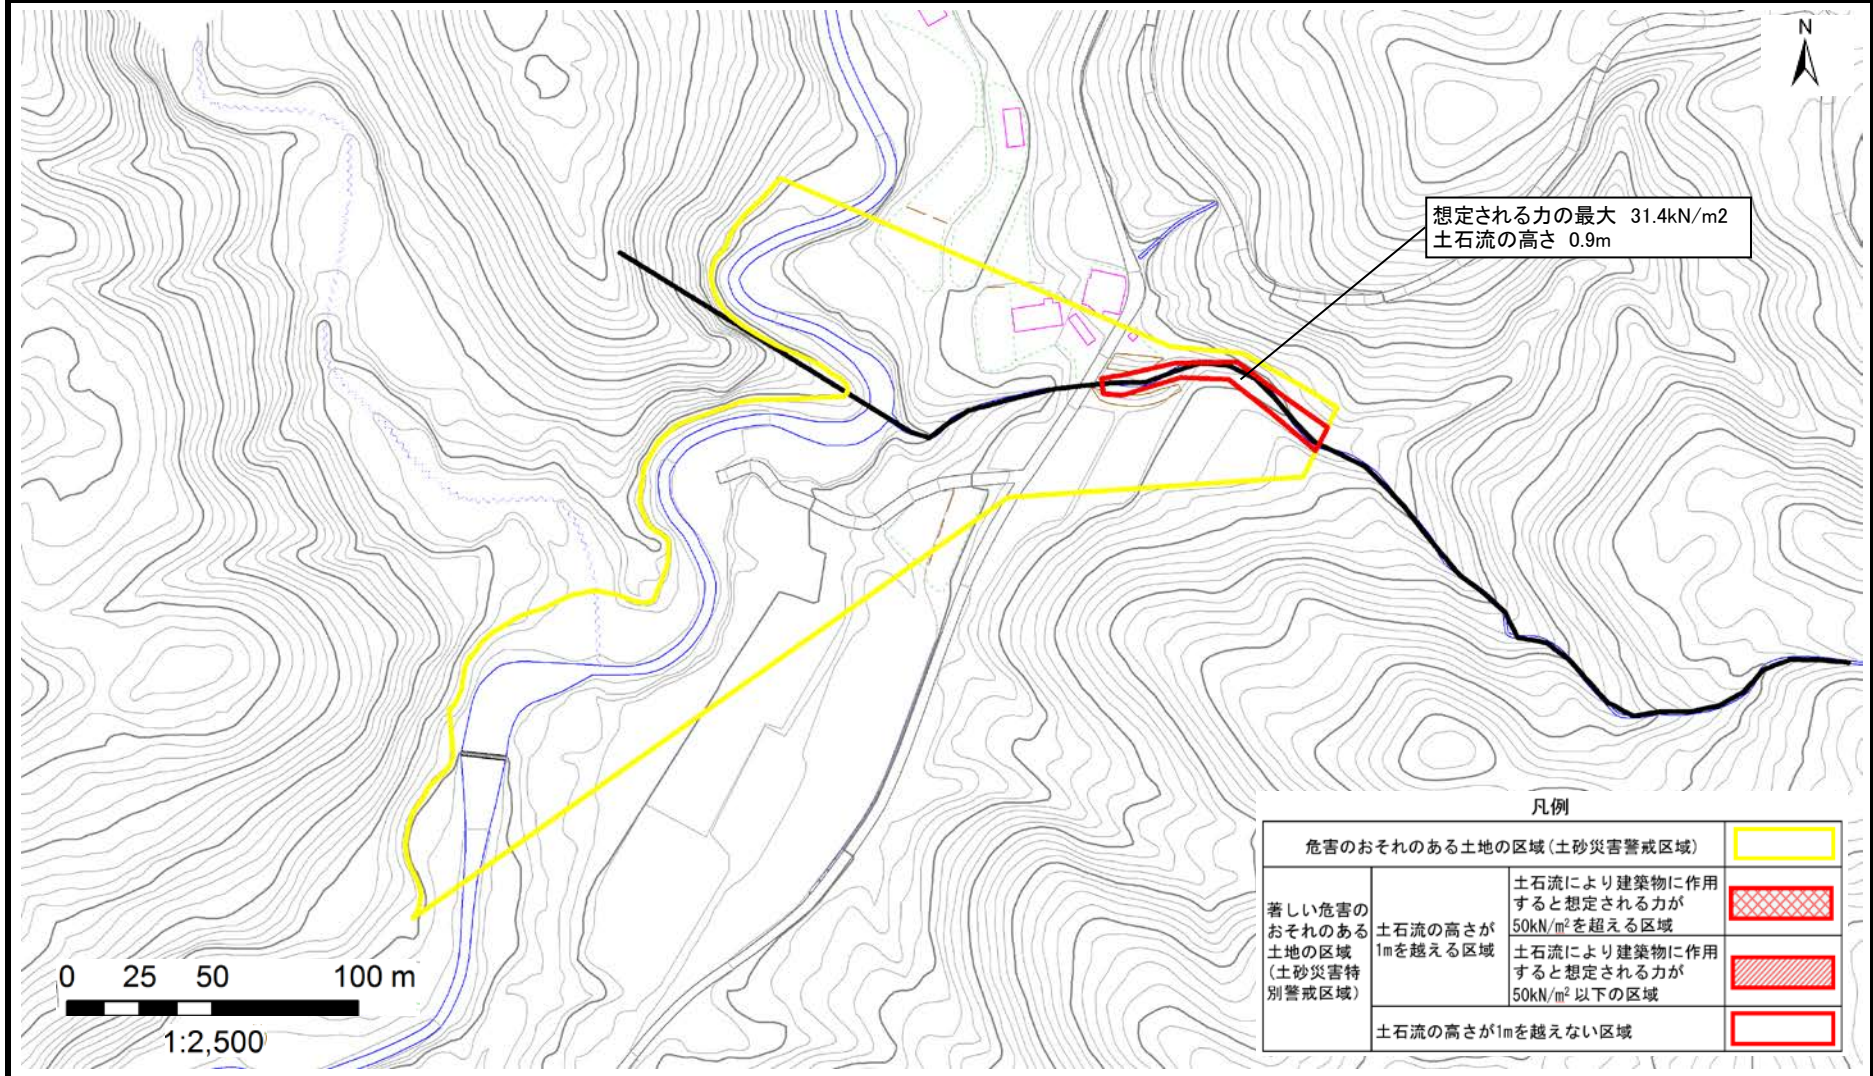 N
想定される力の最大 31.4kN/m2
土石流の高さ 0.9m
凡例
危害のおそれのある土地の区域(土砂災害警戒区域)
著しい危害の
おそれのある
土地の区域
(土砂災害特
別警戒区域)
土石流の高さが
1mを越える区域
土石流により建築物に作用
すると想定される力が
50kN/m²を超える区域
土石流により建築物に作用
すると想定される力が
50kN/m² 以下の区域
土石流の高さが1mを越えない区域
0 25 50 100 m
1:2,500